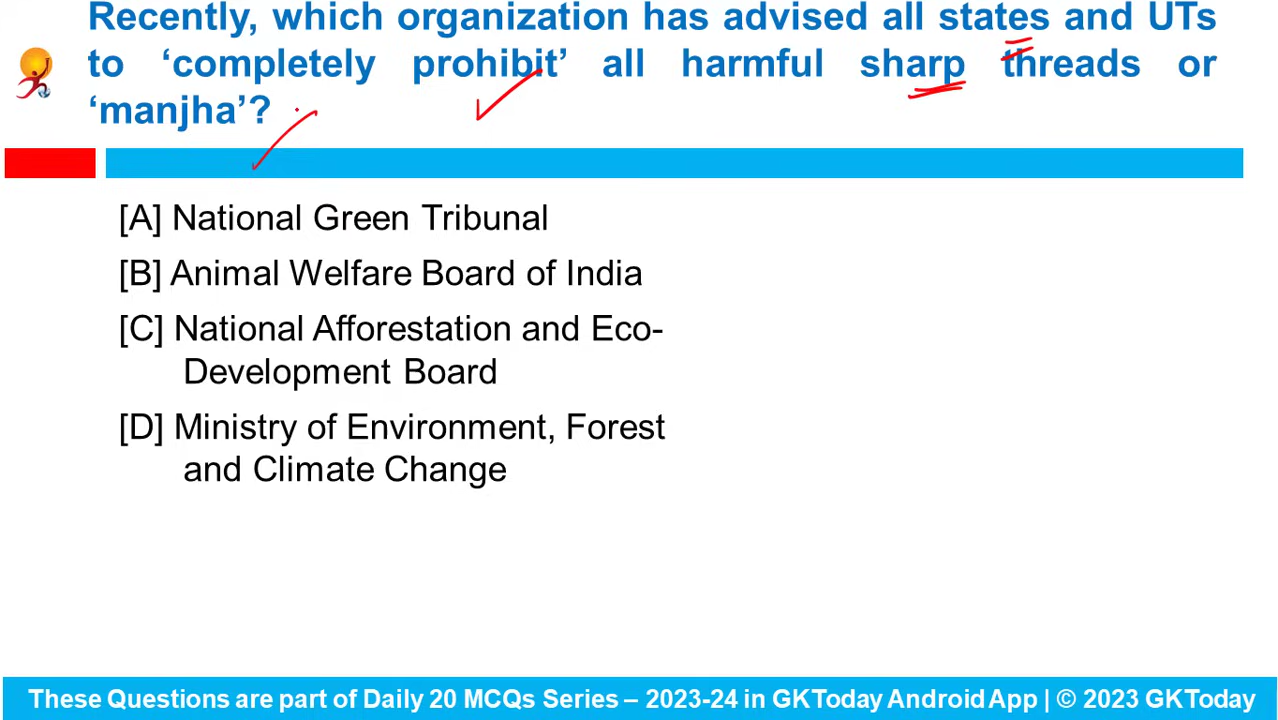 Recently, which organization has advised all states and UTs
to ‘completely prohibit’ all harmful sharp threads or
‘manjha’?
[A] National Green Tribunal
[B] Animal Welfare Board of India
[C] National Afforestation and Eco-
Development Board
[D] Ministry of Environment, Forest
and Climate Change
These Questions are part of Daily 20 MCQs Series – 2023-24 in GKToday Android App | © 2023 GKToday